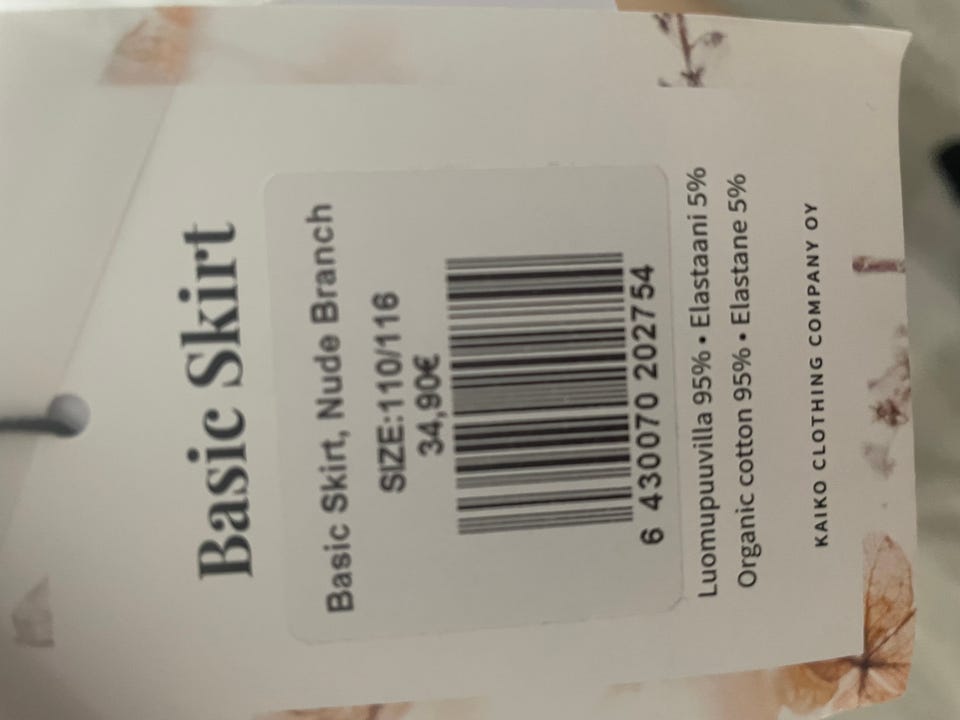 Basic Skirt
Basic Skirt, Nude Branch
SIZE:110/116
34,90€
6 430070 202754
Luomupuuvilla 95% • Elastaani 5%
Organic cotton 95% • Elastane 5%
KAIKO CLOTHING COMPANY OY